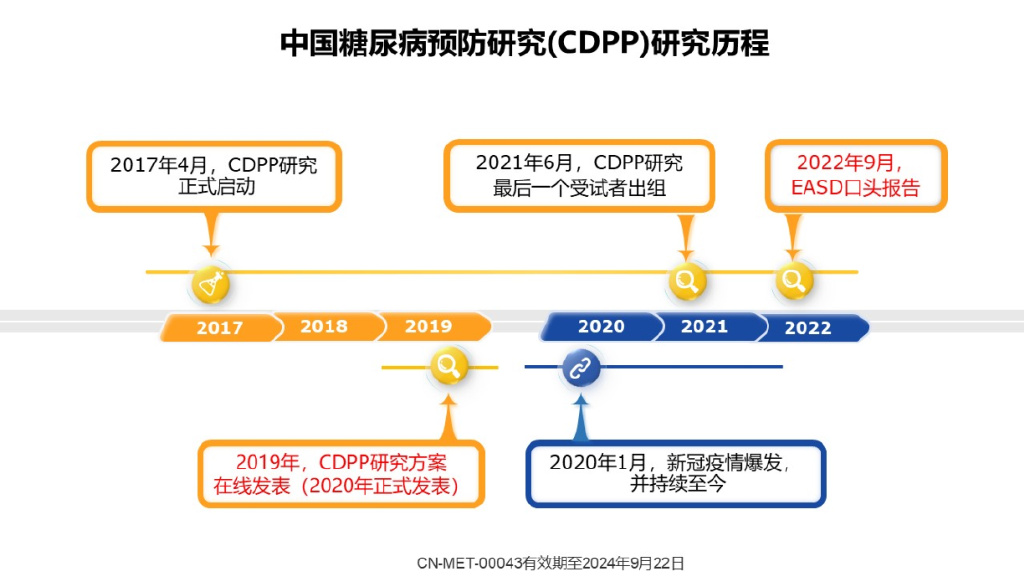 中国糖尿病预防研究(CDPP)研究历程
2017年4月，CDPP研究
正式启动
2021年6月，CDPP研究
最后一个受试者出组
2022年9月，
EASD口头报告
2017
2018
2019
2020
2021
2022
2019年，CDPP研究方案
在线发表（2020年正式发表）
2020年1月，新冠疫情爆发，
并持续至今
CN-MET-00043有效期至2024年9月22日